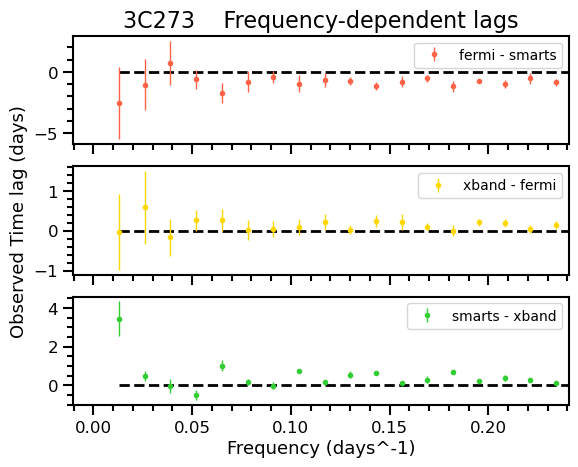 3C273    Frequency-dependent lags
fermi - smarts
0
−5
xband - fermi
1
0
−1
smarts - xband
4
2
0
0.00 0.05 0.10 0.15 0.20
Frequency (days^-1)
Observed Time lag (days)